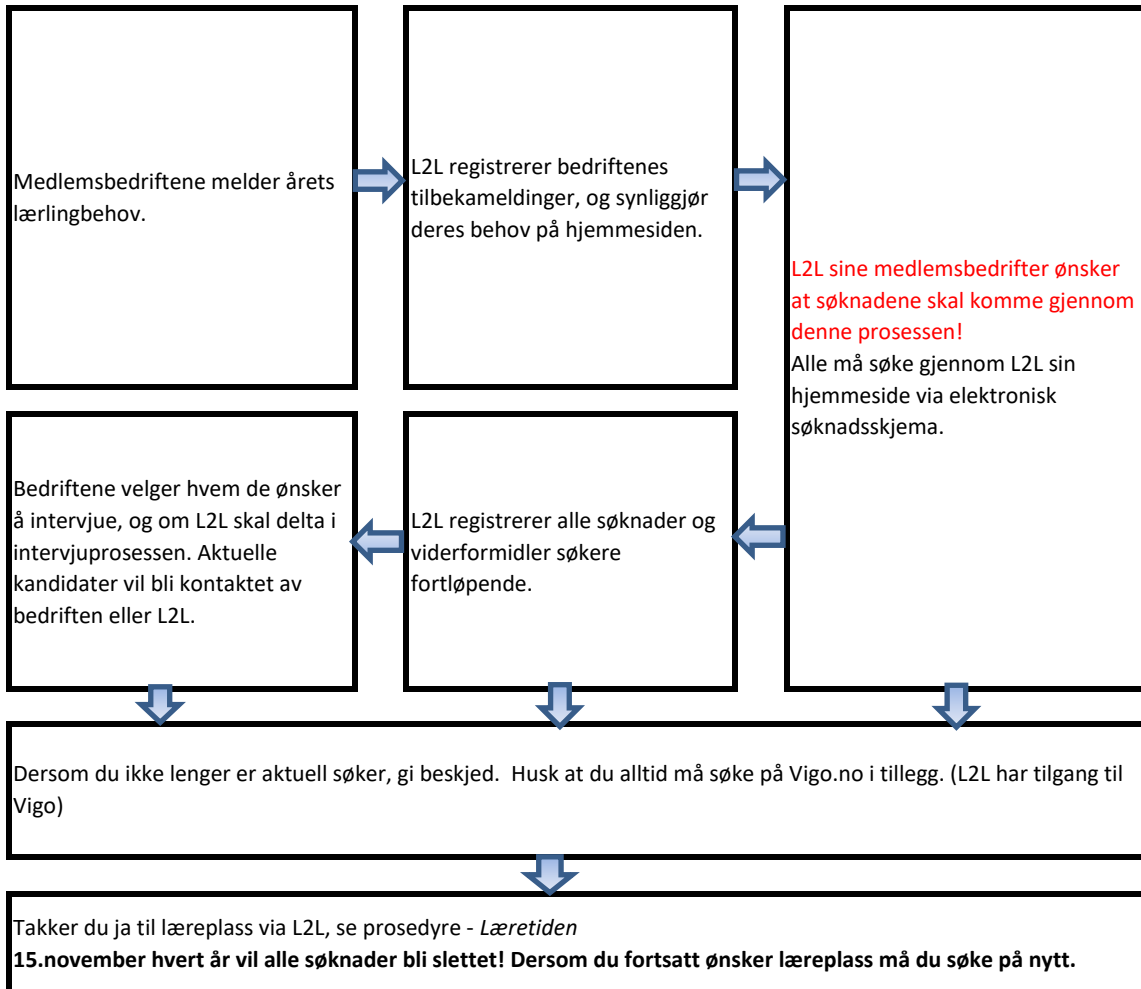 Medlemsbedriftene melder årets
lærlingbehov.
L2L registrerer bedriftenes
tilbekameldinger, og synliggjør
deres behov på hjemmesiden.
L2L sine medlemsbedrifter ønsker
at søknadene skal komme gjennom
denne prosessen!
Alle må søke gjennom L2L sin
hjemmeside via elektronisk
søknadsskjema.
L2L registrerer alle søknader og
viderformidler søkere
fortløpende.
Bedriftene velger hvem de ønsker
å intervjue, og om L2L skal delta i
intervjuprosessen. Aktuelle
kandidater vil bli kontaktet av
bedriften eller L2L.
Dersom du ikke lenger er aktuell søker, gi beskjed.  Husk at du alltid må søke på Vigo.no i tillegg. (L2L har tilgang til
Vigo)
Takker du ja til læreplass via L2L, se prosedyre - Læretiden
15.november hvert år vil alle søknader bli slettet! Dersom du fortsatt ønsker læreplass må du søke på nytt.